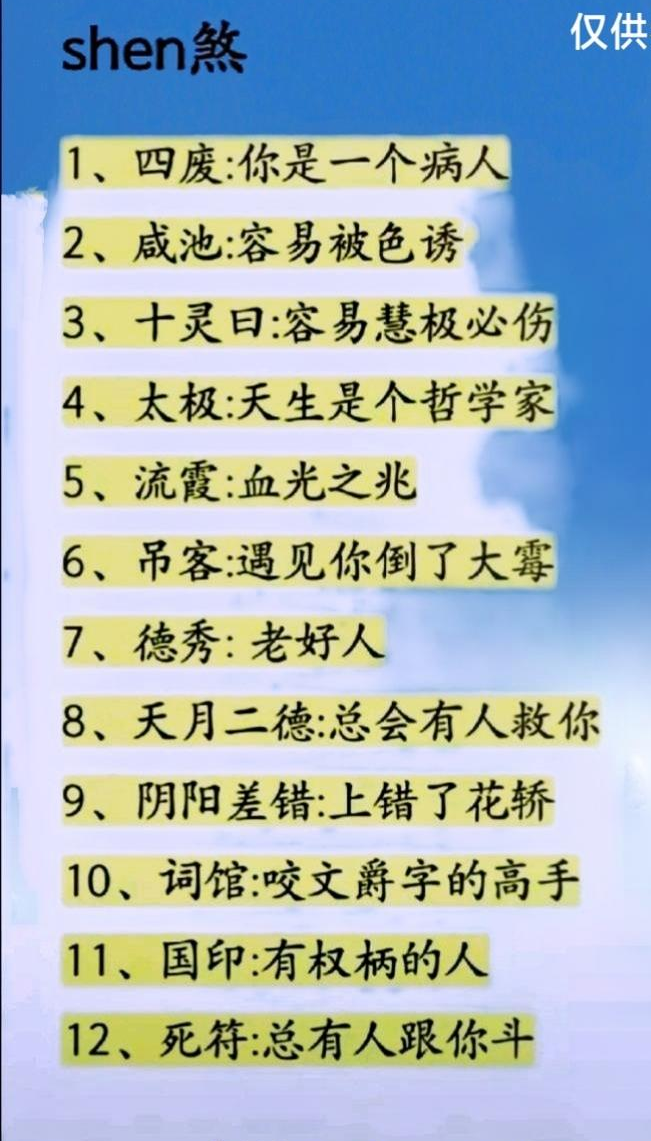 仅供
shen煞
1、四废:你是一个病人
2、咸池:容易被色诱
3、十灵曰:容易慧极必伤
4、太极:天生是个哲学家
5、流霞:血光之兆
6、吊客:遇见你倒了大霉
7、德秀: 老好人
8、天月二德:总会有人救你
9、阴阳差错:上错了花轿
10、词馆:咬文爵字的高手
11、国印:有权柄的人
12、死符:总有人跟你斗